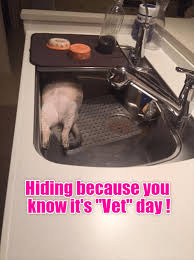 Hiding because you
know it's "Vet" day !